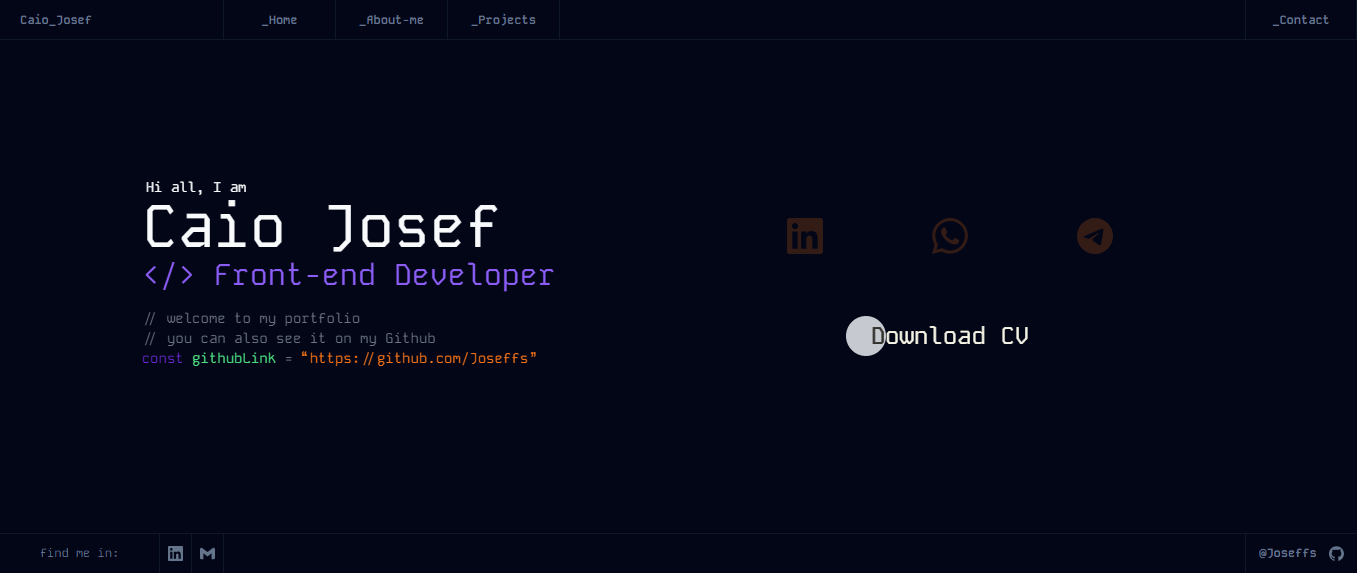 Caio_Josef
_Home
_About-me
_Projects
_Contact
Hi all, I am
Caio Josef
</> Front-end Developer
// welcome to my portfolio
// you can also see it on my Github
const githubLink = “https://github.com/Joseffs”
Download CV
find me in:
@Joseffs